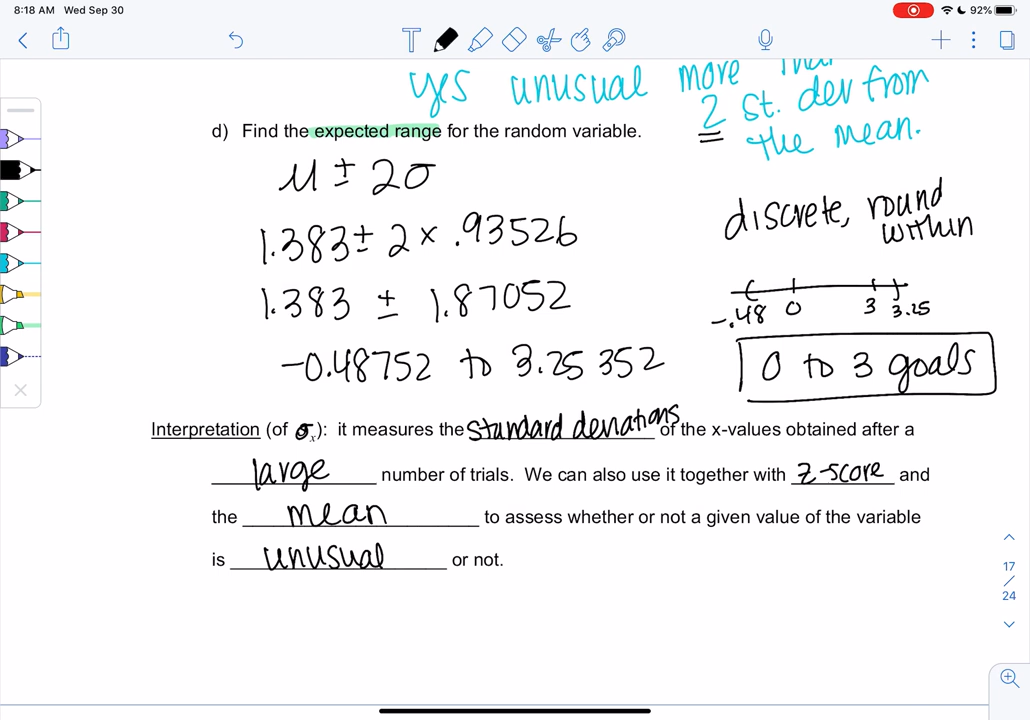 8:18 AM Wed Sep 30
92%
yes unusual more than
2 St. dev from
the mean.
d) Find the expected range for the random variable.
μ ± 2σ
1.383 ± 2 × .93526
1.383 ± 1.87052
-0.48752 to 3.25352
discrete, round
within
-.48 0 3 3.25
0 to 3 goals
Interpretation (of σx): it measures the standard deviations of the x-values obtained after a
large number of trials. We can also use it together with z-score and
the mean to assess whether or not a given value of the variable
is unusual or not.
17
/
24